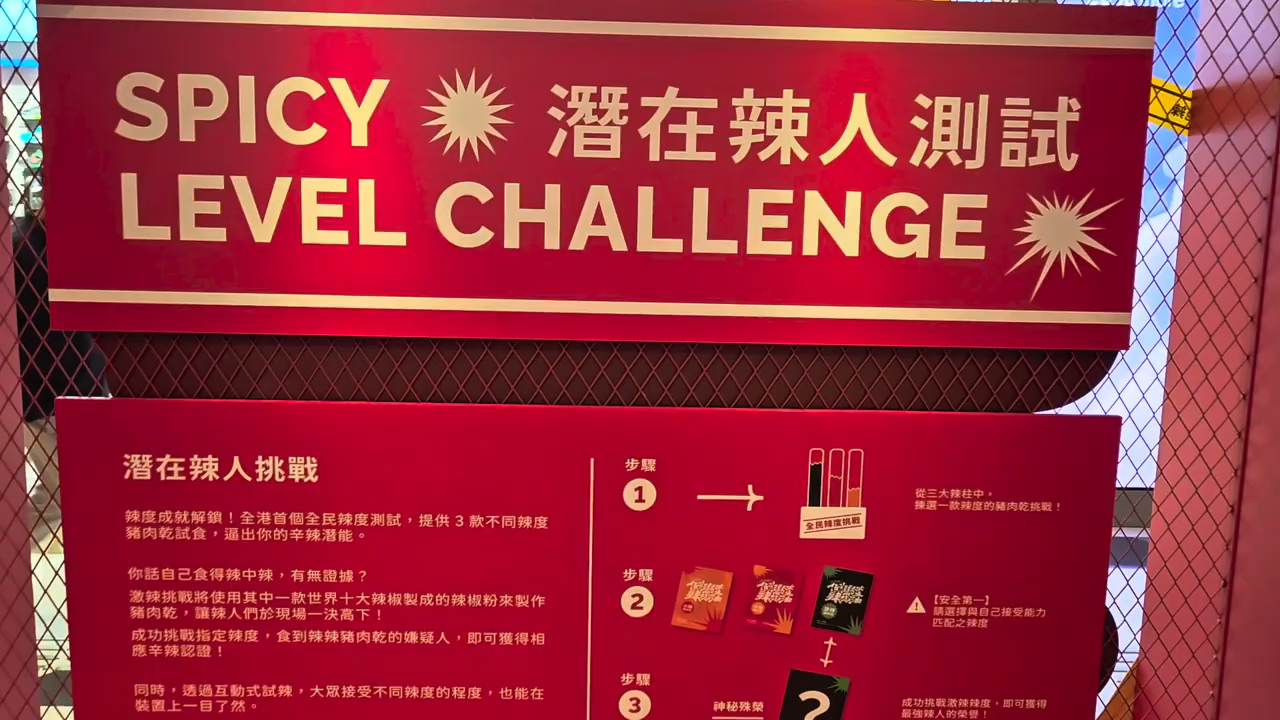 SPICY 潛在辣人測試
LEVEL CHALLENGE
潛在辣人挑戰
辣度成就解鎖！全港首個全民辣度測試，提供 3 款不同辣度
豬肉乾試食，逼出你的辛辣潛能。
你話自己食得辣中辣，有無證據？
激辣挑戰將使用其中一款世界十大辣椒製成的辣椒粉來製作
豬肉乾，讓辣人們於現場一決高下！
成功挑戰指定辣度，食到辣辣豬肉乾的嫌疑人，即可獲得相
應辛辣認證！
同時，透過互動式試辣，大眾接受不同辣度的程度，也能在
裝置上一目了然。
步驟
1
全民辣度挑戰
從三大辣柱中，
揀選一款辣度的豬肉乾挑戰！
步驟
2
【安全第一】
請選擇與自己接受能力
匹配之辣度
步驟
3
神秘殊榮
?
成功挑戰激辣辣度，即可獲得
最強辣人的榮譽！